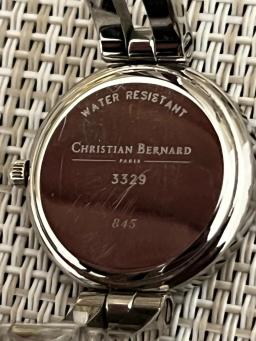 WATER RESISTANT
CHRISTIAN BERNARD
PARIS
3329
845